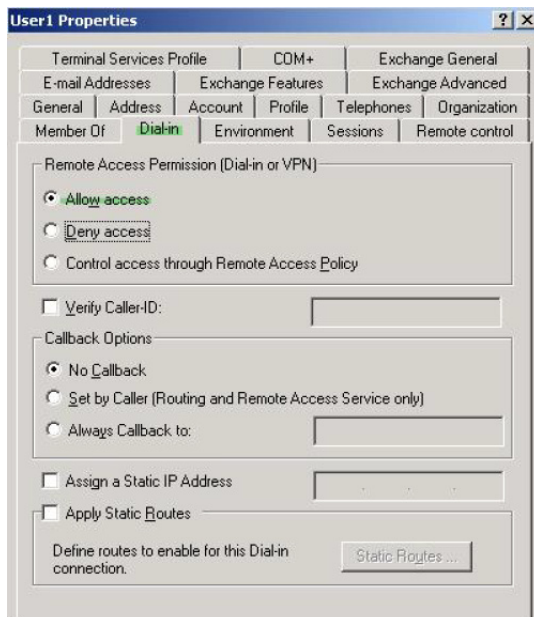 User1 Properties ? X
Terminal Services Profile COM+ Exchange General
E-mail Addresses Exchange Features Exchange Advanced
General Address Account Profile Telephones Organization
Member Of Dial-in Environment Sessions Remote control
Remote Access Permission (Dial-in or VPN)
Allow access
Deny access
Control access through Remote Access Policy
Verify Caller-ID:
Callback Options
No Callback
Set by Caller (Routing and Remote Access Service only)
Always Callback to:
Assign a Static IP Address . . .
Apply Static Routes
Define routes to enable for this Dial-in
connection.
Static Routes ...